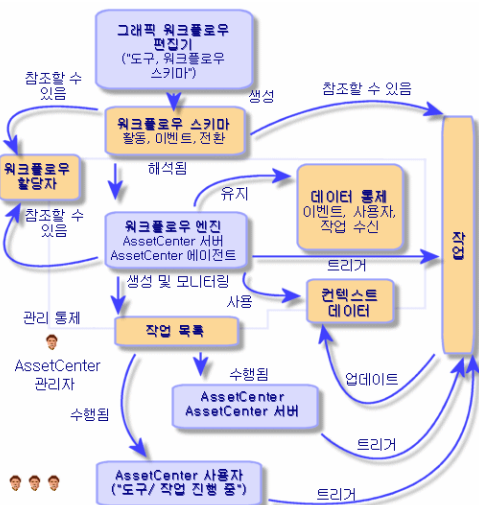 그래픽 워크플로우
편집기
("도구, 워크플로우
스키마")
참조할 수
있음
생성
참조할 수 있음
워크플로우 스키마
활동, 이벤트, 전환
워크플로우
할당자
해석됨
유지
데이터 통제
이벤트, 사용자,
작업 수신
작업
참조할 수
있음
워크플로우 엔진
AssetCenter 서버
AssetCenter 에이전트
트리거
생성 및 모니터링
사용
컨텍스트
데이터
관리 통제
작업 목록
AssetCenter
관리자
수행됨
업데이트
AssetCenter
AssetCenter 서버
수행됨
트리거
AssetCenter 사용자
("도구/ 작업 진행 중")
트리거